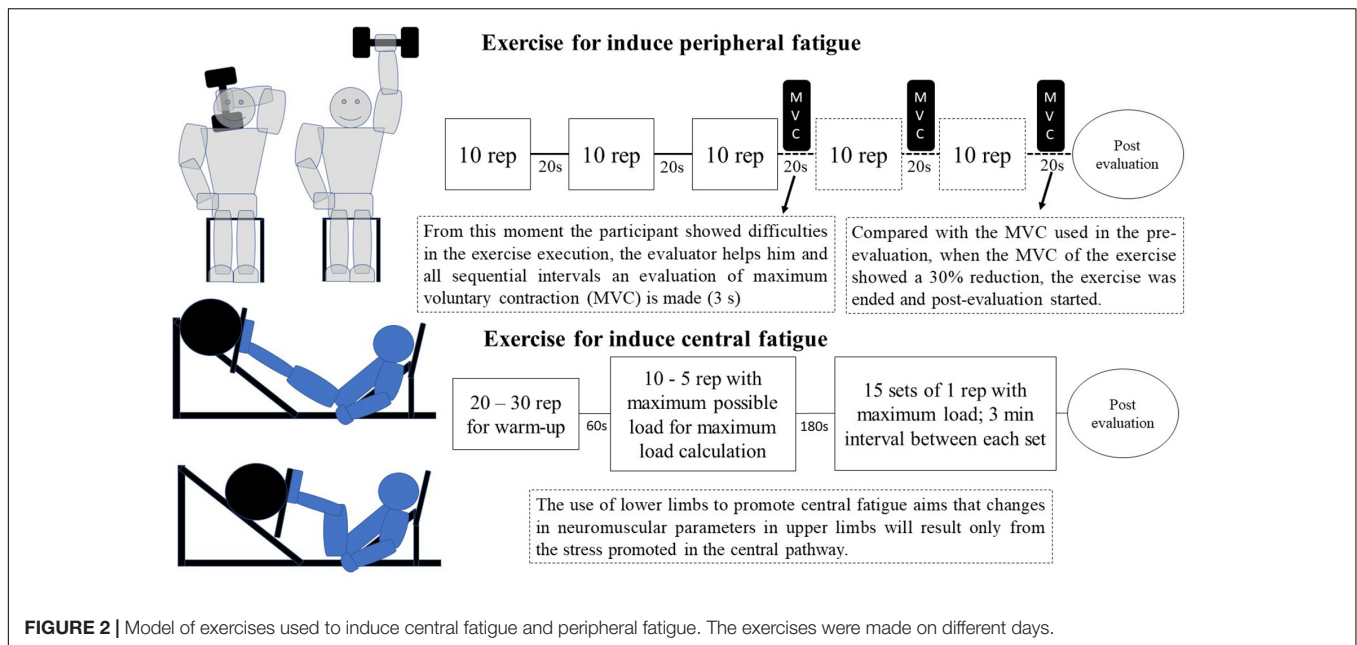 Exercise for induce peripheral fatigue
M
V
C
M
V
C
M
V
C
10 rep
20s
10 rep
20s
10 rep
20s
10 rep
20s
10 rep
20s
Post
evaluation
From this moment the participant showed difficulties
in the exercise execution, the evaluator helps him and
all sequential intervals an evaluation of maximum
voluntary contraction (MVC) is made (3 s)
Compared with the MVC used in the pre-
evaluation, when the MVC of the exercise
showed a 30% reduction, the exercise was
ended and post-evaluation started.
Exercise for induce central fatigue
20 – 30 rep
for warm-up
60s
10 - 5 rep with
maximum possible
load for maximum
load calculation
180s
15 sets of 1 rep with
maximum load; 3 min
interval between each set
Post
evaluation
The use of lower limbs to promote central fatigue aims that changes
in neuromuscular parameters in upper limbs will result only from
the stress promoted in the central pathway.
FIGURE 2 | Model of exercises used to induce central fatigue and peripheral fatigue. The exercises were made on different days.